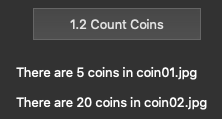 1.2 Count Coins
There are 5 coins in coin01.jpg
There are 20 coins in coin02.jpg